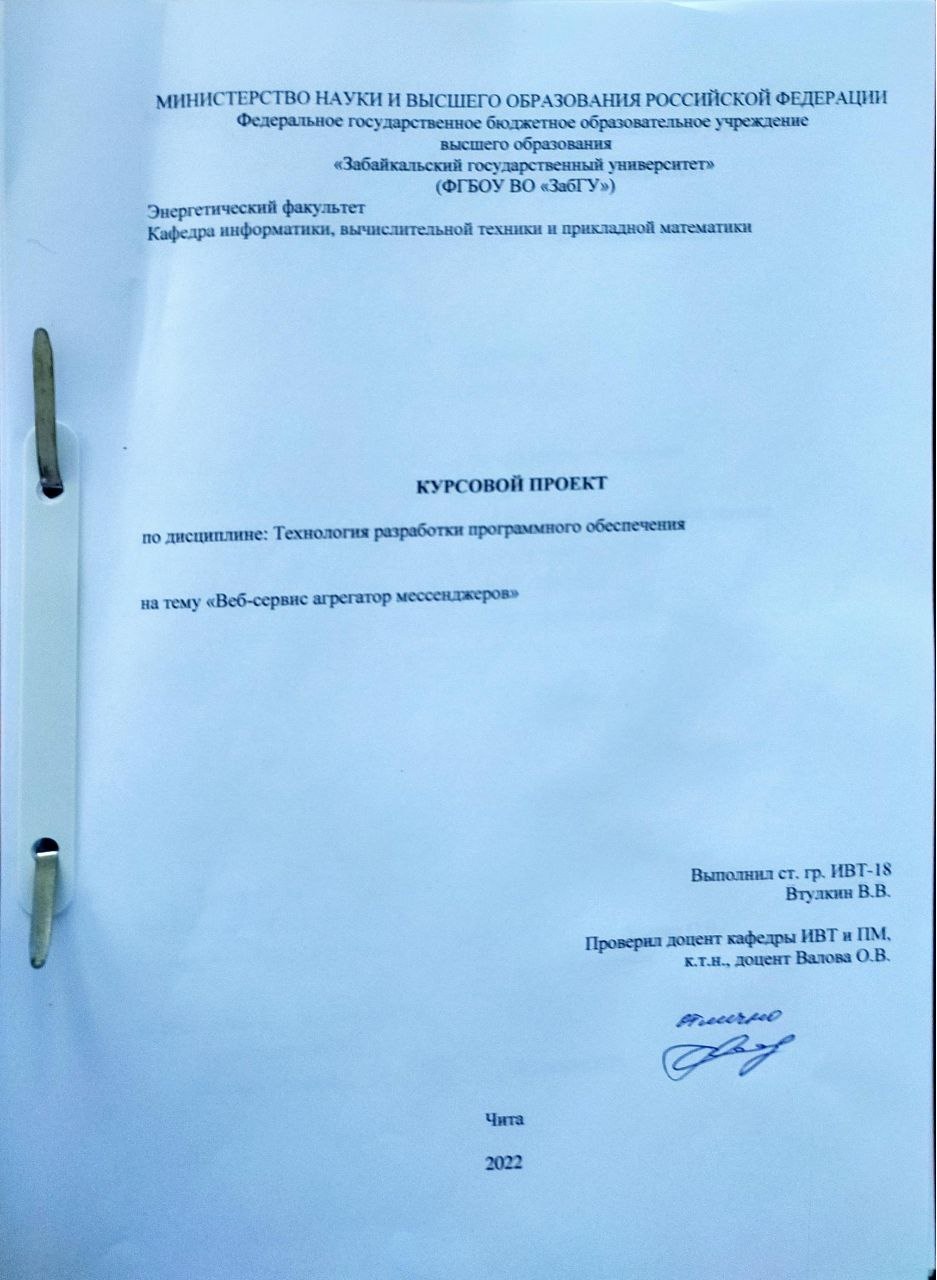 МИНИСТЕРСТВО НАУКИ И ВЫСШЕГО ОБРАЗОВАНИЯ РОССИЙСКОЙ ФЕДЕРАЦИИ
Федеральное государственное бюджетное образовательное учреждение
высшего образования
«Забайкальский государственный университет»
(ФГБОУ ВО «ЗабГУ»)
Энергетический факультет
Кафедра информатики, вычислительной техники и прикладной математики
КУРСОВОЙ ПРОЕКТ
по дисциплине: Технология разработки программного обеспечения
на тему «Веб-сервис агрегатор мессенджеров»
Выполнил ст. гр. ИВТ-18
Втулкин В.В.
Проверил доцент кафедры ИВТ и ПМ,
к.т.н., доцент Валова О.В.
отлично
Чита
2022